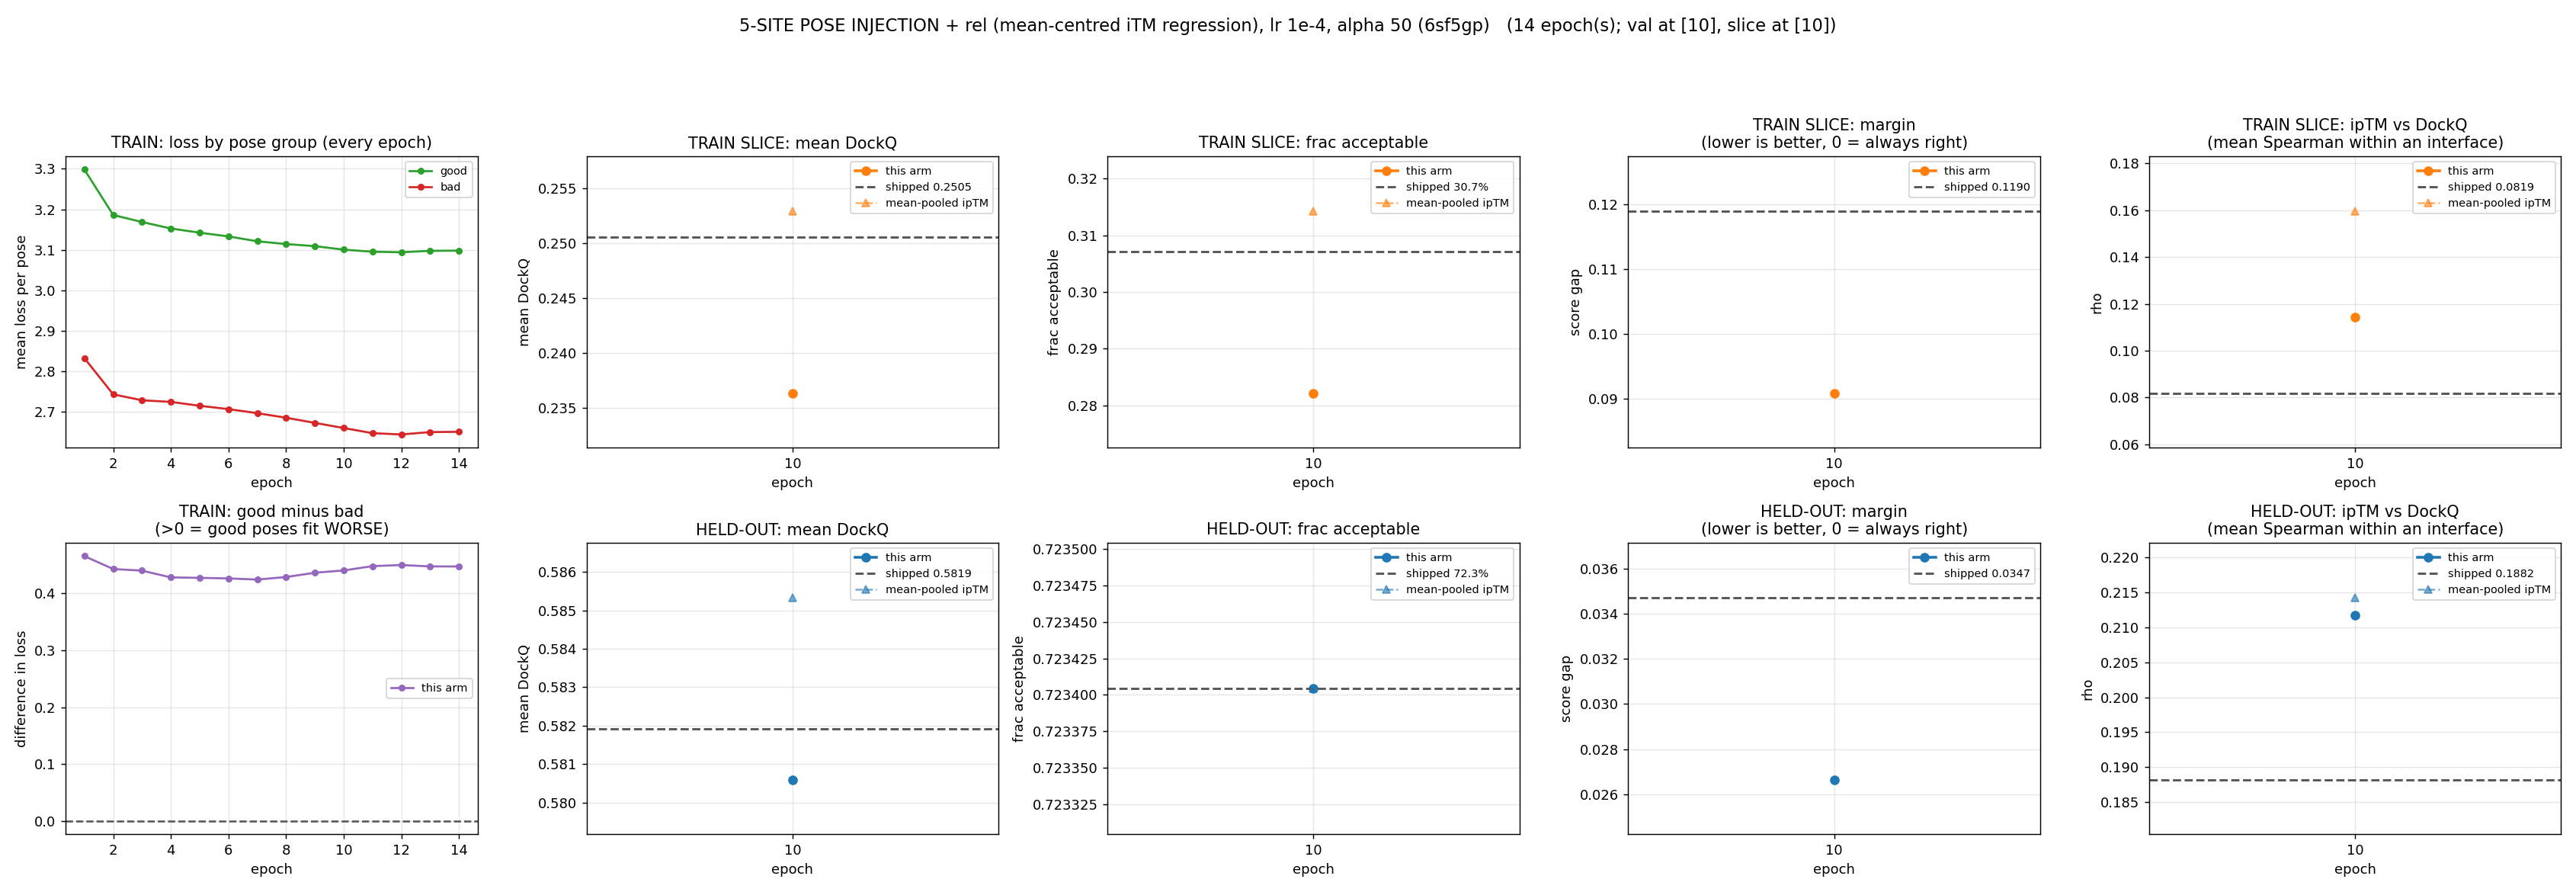 5-SITE POSE INJECTION + rel (mean-centred iTM regression), lr 1e-4, alpha 50 (6sf5gp)   (14 epoch(s); val at [10], slice at [10])
TRAIN: loss by pose group (every epoch)
mean loss per pose
3.3
3.2
3.1
3.0
2.9
2.8
2.7
good
bad
2 4 6 8 10 12 14
epoch
TRAIN SLICE: mean DockQ
mean DockQ
0.255
0.250
0.245
0.240
0.235
this arm
shipped 0.2505
mean-pooled ipTM
10
epoch
TRAIN SLICE: frac acceptable
frac acceptable
0.32
0.31
0.30
0.29
0.28
this arm
shipped 30.7%
mean-pooled ipTM
10
epoch
TRAIN SLICE: margin
(lower is better, 0 = always right)
score gap
0.12
0.11
0.10
0.09
this arm
shipped 0.1190
10
epoch
TRAIN SLICE: ipTM vs DockQ
(mean Spearman within an interface)
rho
0.18
0.16
0.14
0.12
0.10
0.08
0.06
this arm
shipped 0.0819
mean-pooled ipTM
10
epoch
TRAIN: good minus bad
(>0 = good poses fit WORSE)
difference in loss
0.4
0.3
0.2
0.1
0.0
this arm
2 4 6 8 10 12 14
epoch
HELD-OUT: mean DockQ
mean DockQ
0.586
0.585
0.584
0.583
0.582
0.581
0.580
this arm
shipped 0.5819
mean-pooled ipTM
10
epoch
HELD-OUT: frac acceptable
frac acceptable
0.723500
0.723475
0.723450
0.723425
0.723400
0.723375
0.723350
0.723325
this arm
shipped 72.3%
mean-pooled ipTM
10
epoch
HELD-OUT: margin
(lower is better, 0 = always right)
score gap
0.036
0.034
0.032
0.030
0.028
0.026
this arm
shipped 0.0347
10
epoch
HELD-OUT: ipTM vs DockQ
(mean Spearman within an interface)
rho
0.220
0.215
0.210
0.205
0.200
0.195
0.190
0.185
this arm
shipped 0.1882
mean-pooled ipTM
10
epoch